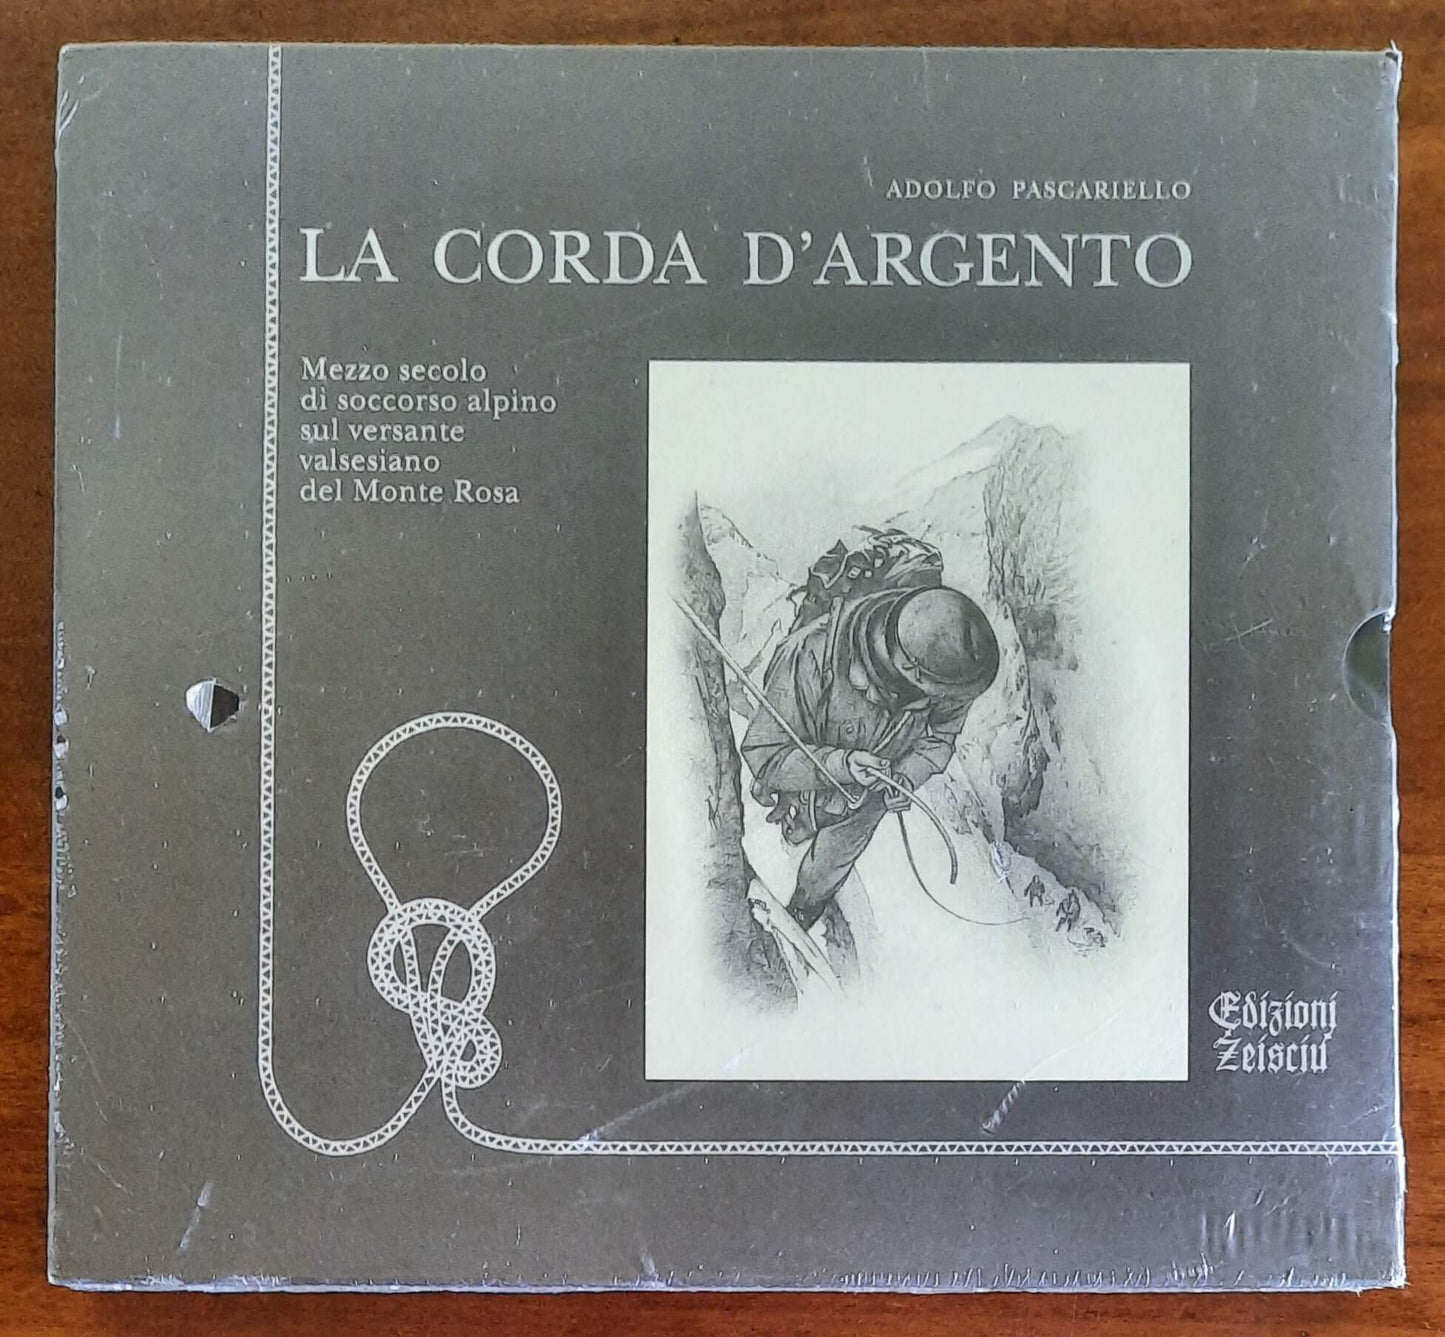 ADOLFO PASCARIELLO
LA CORDA D'ARGENTO
Mezzo secolo
di soccorso alpino
sul versante
valsesiano
del Monte Rosa
Edizioni
Zeisciu